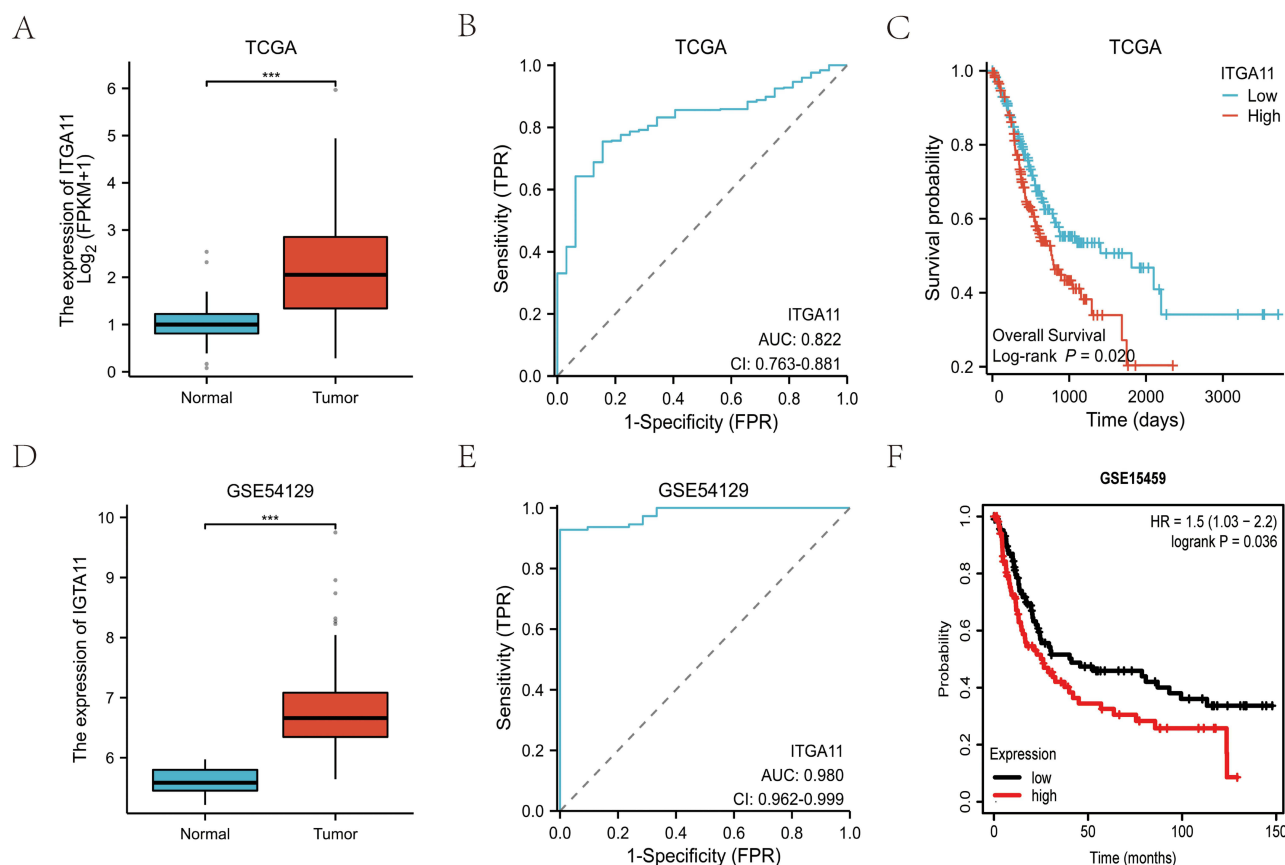 A
TCGA
***
The expression of ITGA11
Log2 (FPKM+1)
6
5
4
3
2
1
0
Normal
Tumor
B
TCGA
Sensitivity (TPR)
1.0
0.8
0.6
0.4
0.2
0.0
ITGA11
AUC: 0.822
CI: 0.763-0.881
0.0 0.2 0.4 0.6 0.8 1.0
1-Specificity (FPR)
C
TCGA
ITGA11
Low
High
Survival probability
1.0
0.8
0.6
0.4
0.2
Overall Survival
Log-rank P = 0.020
0 1000 2000 3000
Time (days)
D
GSE54129
***
The expression of IGTA11
10
9
8
7
6
Normal
Tumor
E
GSE54129
Sensitivity (TPR)
1.0
0.8
0.6
0.4
0.2
0.0
ITGA11
AUC: 0.980
CI: 0.962-0.999
0.0 0.2 0.4 0.6 0.8 1.0
1-Specificity (FPR)
F
GSE15459
HR = 1.5 (1.03 − 2.2)
logrank P = 0.036
Probability
1.0
0.8
0.6
0.4
0.2
0.0
Expression
low
high
0 50 100 150
Time (months)